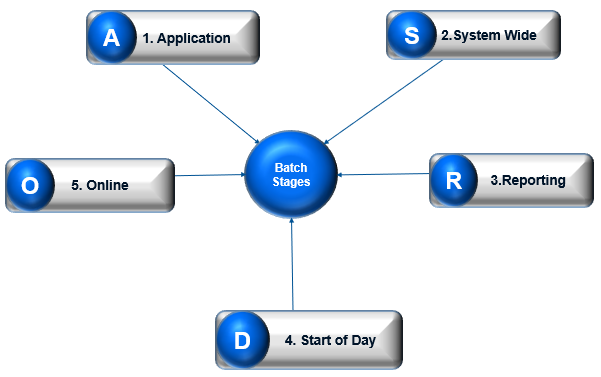 A 1. Application
S 2.System Wide
Batch
Stages
R 3.Reporting
D 4. Start of Day
O 5. Online